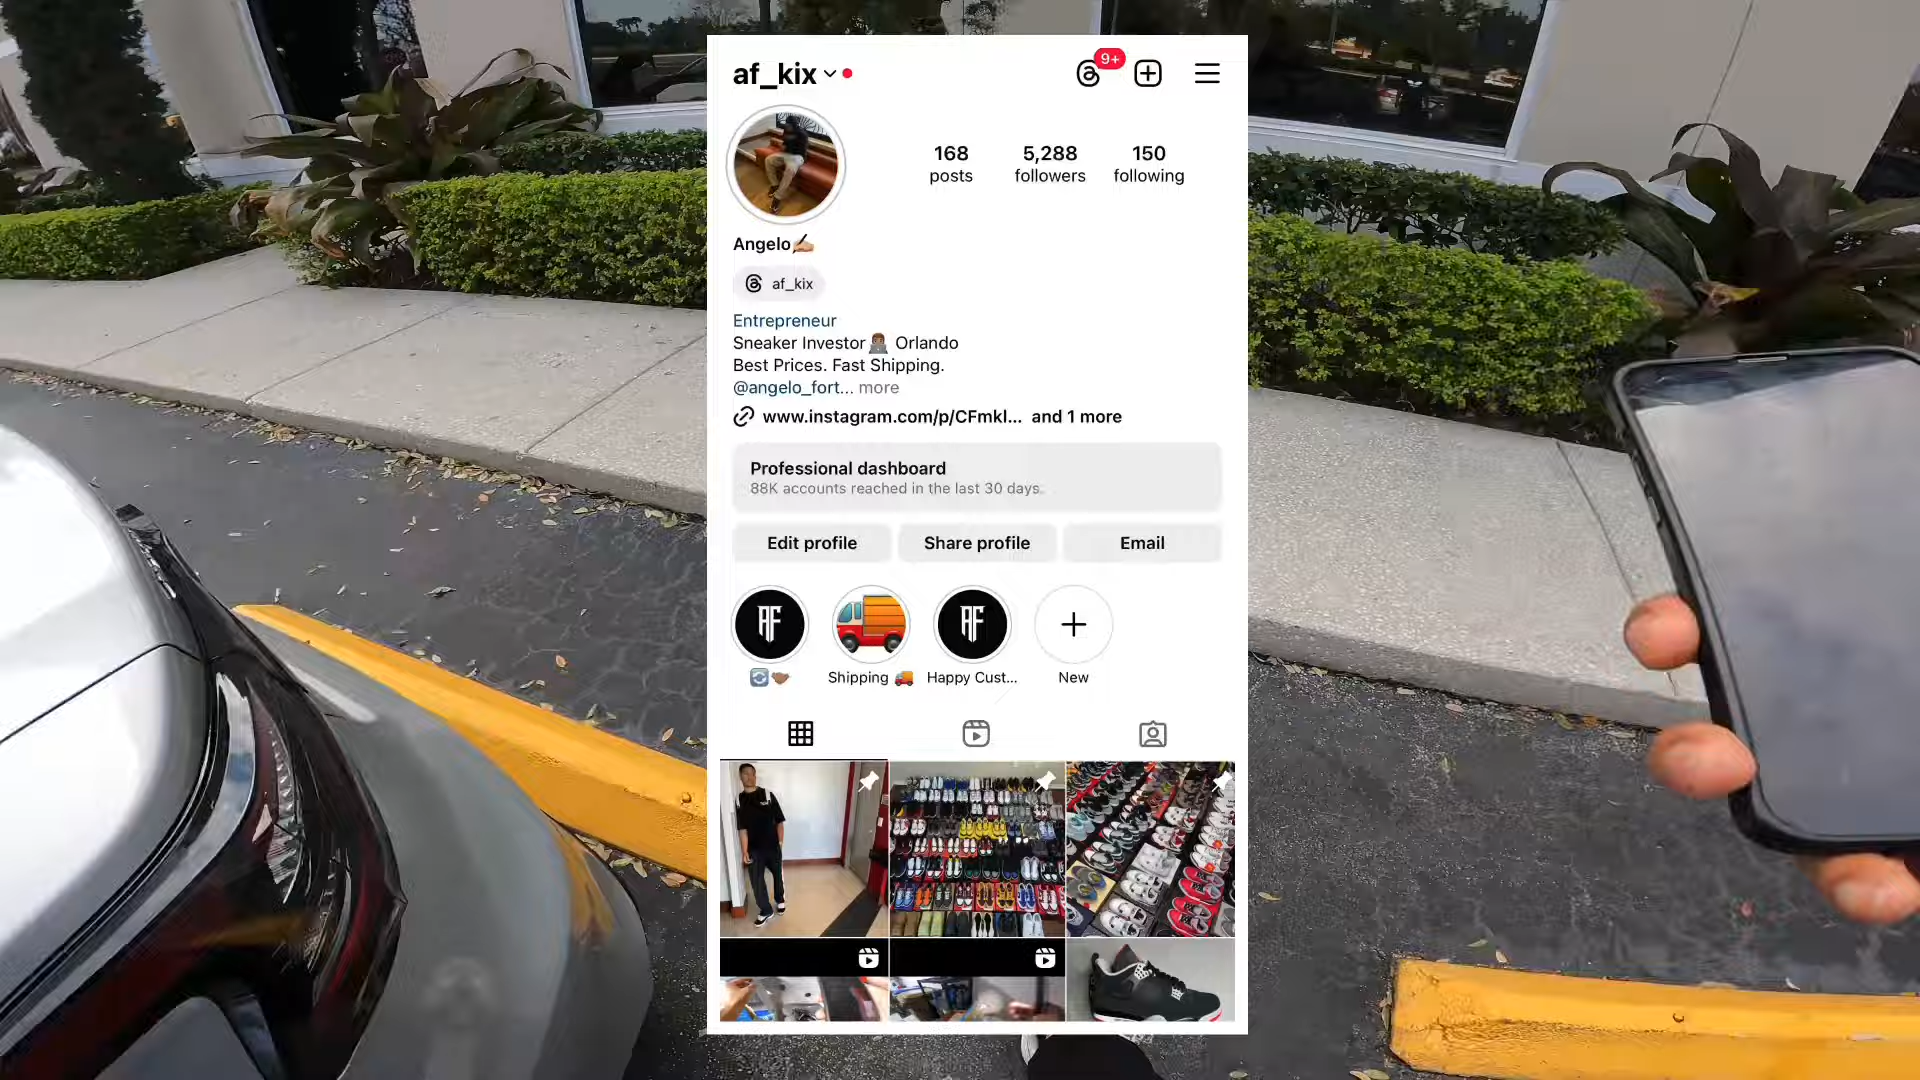 af_kix
9+
168 5,288 150
posts followers following
Angelo
af_kix
Entrepreneur
Sneaker Investor Orlando
Best Prices. Fast Shipping.
@angelo_fort... more
www.instagram.com/p/CFmkl... and 1 more
Professional dashboard
88K accounts reached in the last 30 days.
Edit profile Share profile Email
AF AF
Shipping Happy Cust... New